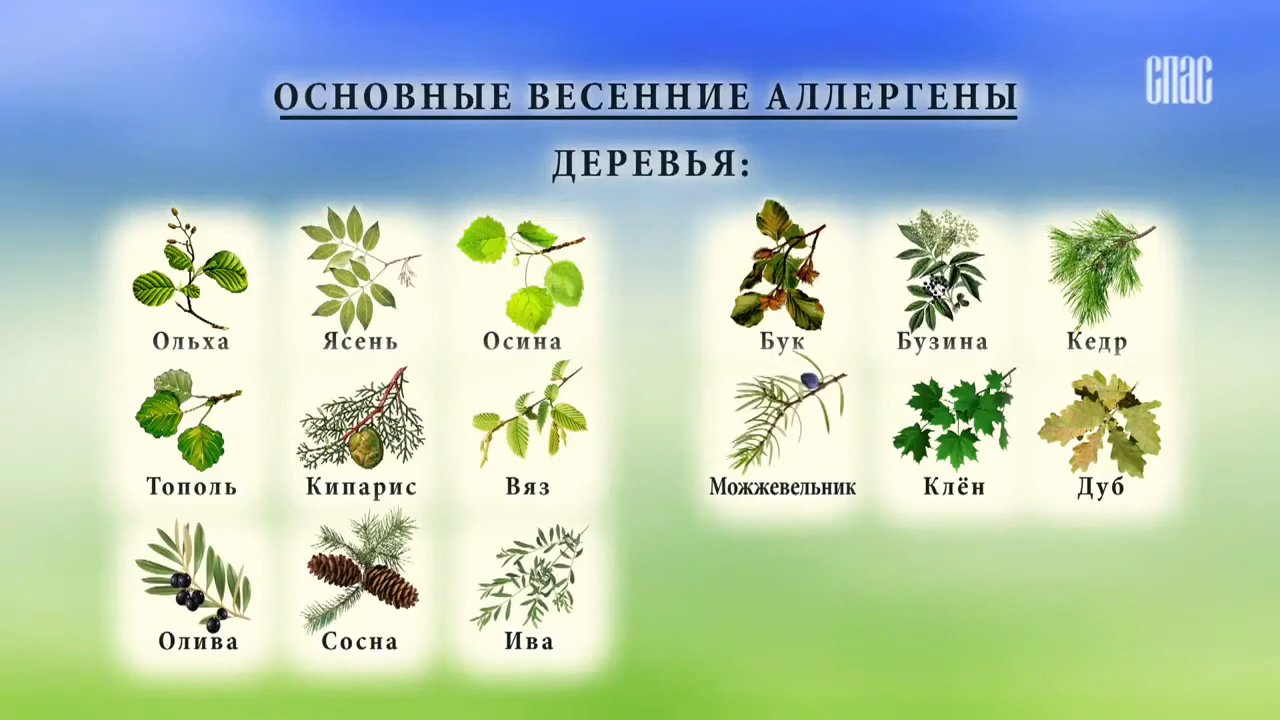 ОСНОВНЫЕ ВЕСЕННИЕ АЛЛЕРГЕНЫ
спас
ДЕРЕВЬЯ:
Ольха Ясень Осина Бук Бузина Кедр
Тополь Кипарис Вяз Можжевельник Клён Дуб
Олива Сосна Ива